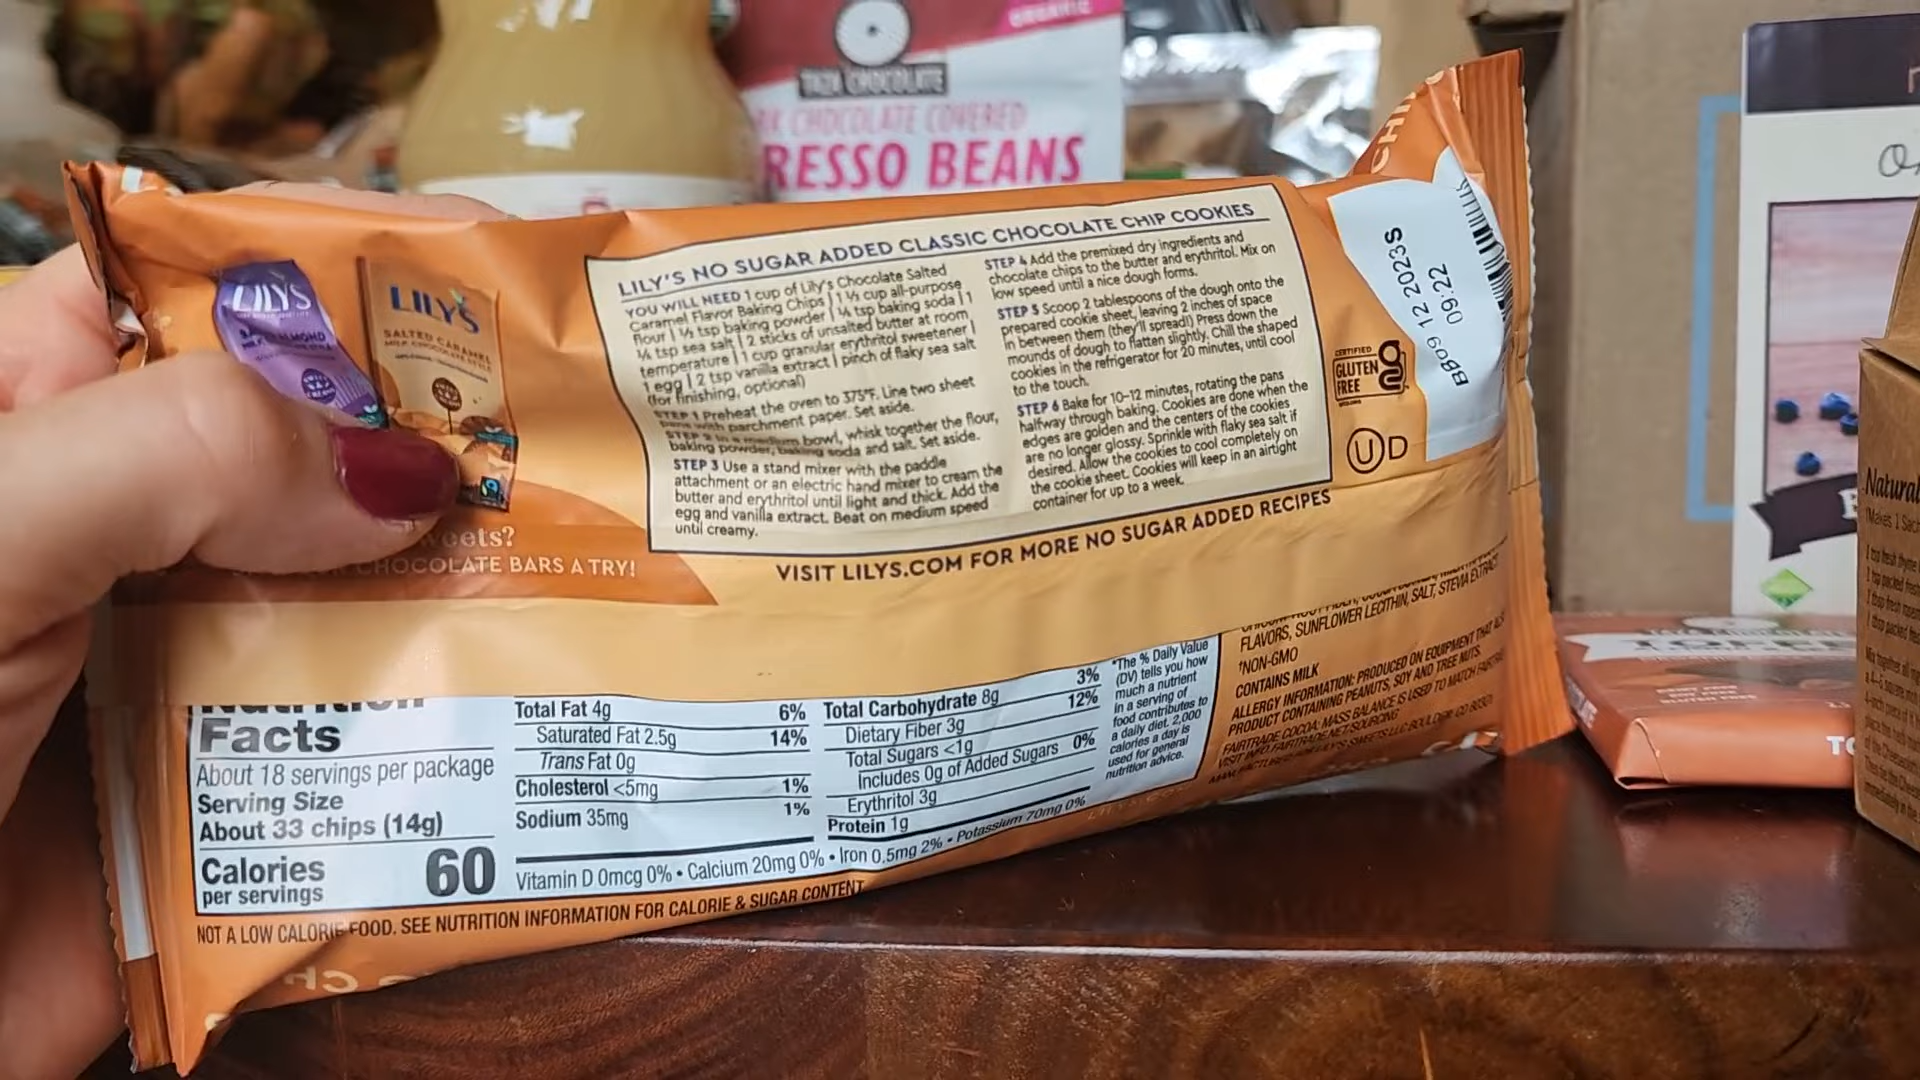 TAZA CHOCOLATE
CHOCOLATE COVERED
RESSO BEANS
ORGANIC
LILY'S
LILY'S
SALTED CARAMEL
MILK CHOCOLATE STYLE
eets?
CHOCOLATE BARS A TRY!
LILY'S NO SUGAR ADDED CLASSIC CHOCOLATE CHIP COOKIES
YOU WILL NEED 1 cup of Lily's Chocolate Salted
Caramel Flavor Baking Chips | 1 ⅓ cup all-purpose
flour | ½ tsp baking powder | ¼ tsp baking soda | 1
¼ tsp sea salt | 2 sticks of unsalted butter at room
temperature | 1 cup granular erythritol sweetener |
1 egg | 2 tsp vanilla extract | pinch of flaky sea salt
(for finishing, optional)
STEP 1 Preheat the oven to 375°F. Line two sheet
pans with parchment paper. Set aside.
STEP 2 In a medium bowl, whisk together the flour,
baking powder, baking soda and salt. Set aside.
STEP 3 Use a stand mixer with the paddle
attachment or an electric hand mixer to cream the
butter and erythritol until light and thick. Add the
egg and vanilla extract. Beat on medium speed
until creamy.
STEP 4 Add the premixed dry ingredients and
chocolate chips to the butter and erythritol. Mix on
low speed until a nice dough forms.
STEP 5 Scoop 2 tablespoons of the dough onto the
prepared cookie sheet, leaving 2 inches of space
in between them (they'll spread!) Press down the
mounds of dough to flatten slightly. Chill the shaped
cookies in the refrigerator for 20 minutes, until cool
to the touch.
STEP 6 Bake for 10-12 minutes, rotating the pans
halfway through baking. Cookies are done when the
edges are golden and the centers of the cookies
are no longer glossy. Sprinkle with flaky sea salt if
desired. Allow the cookies to cool completely on
the cookie sheet. Cookies will keep in an airtight
container for up to a week.
VISIT LILYS.COM FOR MORE NO SUGAR ADDED RECIPES
CERTIFIED
GLUTEN
FREE
U D
BB09 12 2023S
09:22
CHI
Nutrition
Facts
About 18 servings per package
Serving Size
About 33 chips (14g)
Calories 60
per servings
Total Fat 4g 6%
Saturated Fat 2.5g 14%
Trans Fat 0g
Cholesterol <5mg 1%
Sodium 35mg 1%
Total Carbohydrate 8g 3%
Dietary Fiber 3g 12%
Total Sugars <1g
Includes 0g of Added Sugars 0%
Erythritol 3g
Protein 1g
Vitamin D 0mcg 0% • Calcium 20mg 0% • Iron 0.5mg 2% • Potassium 70mg 0%
*The % Daily Value
(DV) tells you how
much a nutrient
in a serving of
food contributes to
a daily diet. 2,000
calories a day is
used for general
nutrition advice.
NOT A LOW CALORIE FOOD. SEE NUTRITION INFORMATION FOR CALORIE & SUGAR CONTENT
FLAVORS, SUNFLOWER LECITHIN, SALT, STEVIA EXTRACT
†NON-GMO
CONTAINS MILK
ALLERGY INFORMATION: PRODUCED ON EQUIPMENT THAT ALS
PRODUCT CONTAINING PEANUTS, SOY AND TREE NUTS.
FAIRTRADE COCOA: MASS BALANCE IS USED TO MATCH FAIRTRA
VISIT INFO.FAIRTRADE.NET/SOURCING
LILY'S SWEETS LLC BOULDER CO 80301
Natural